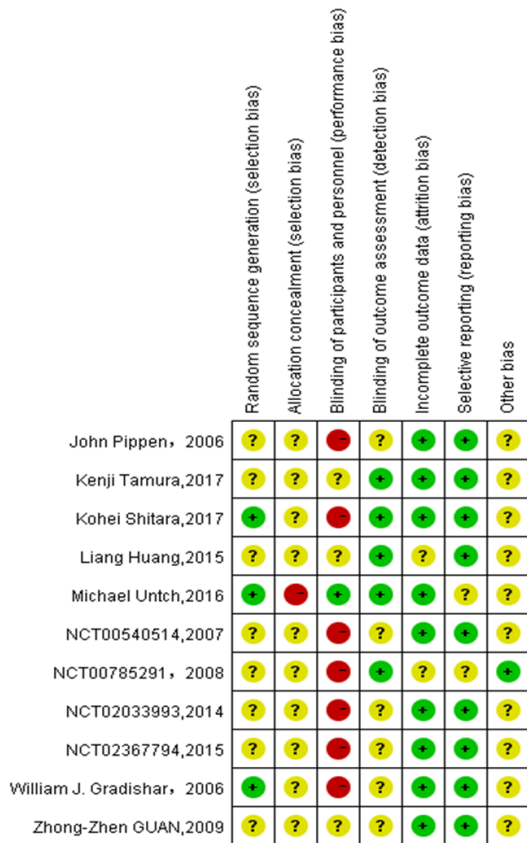 Random sequence generation (selection bias)
Allocation concealment (selection bias)
Blinding of participants and personnel (performance bias)
Blinding of outcome assessment (detection bias)
Incomplete outcome data (attrition bias)
Selective reporting (reporting bias)
Other bias
John Pippen，2006 ? ? - ? + + ?
Kenji Tamura,2017 ? ? ? + + + ?
Kohei Shitara,2017 + ? - + + + ?
Liang Huang,2015 ? ? ? + ? + ?
Michael Untch,2016 + - + + + ? ?
NCT00540514,2007 ? ? - ? + + ?
NCT00785291，2008 ? ? - + ? ? +
NCT02033993,2014 ? ? - ? + + ?
NCT02367794,2015 ? ? - ? + + ?
William J. Gradishar，2006 + ? - ? + + ?
Zhong-Zhen GUAN,2009 ? ? ? ? + + ?